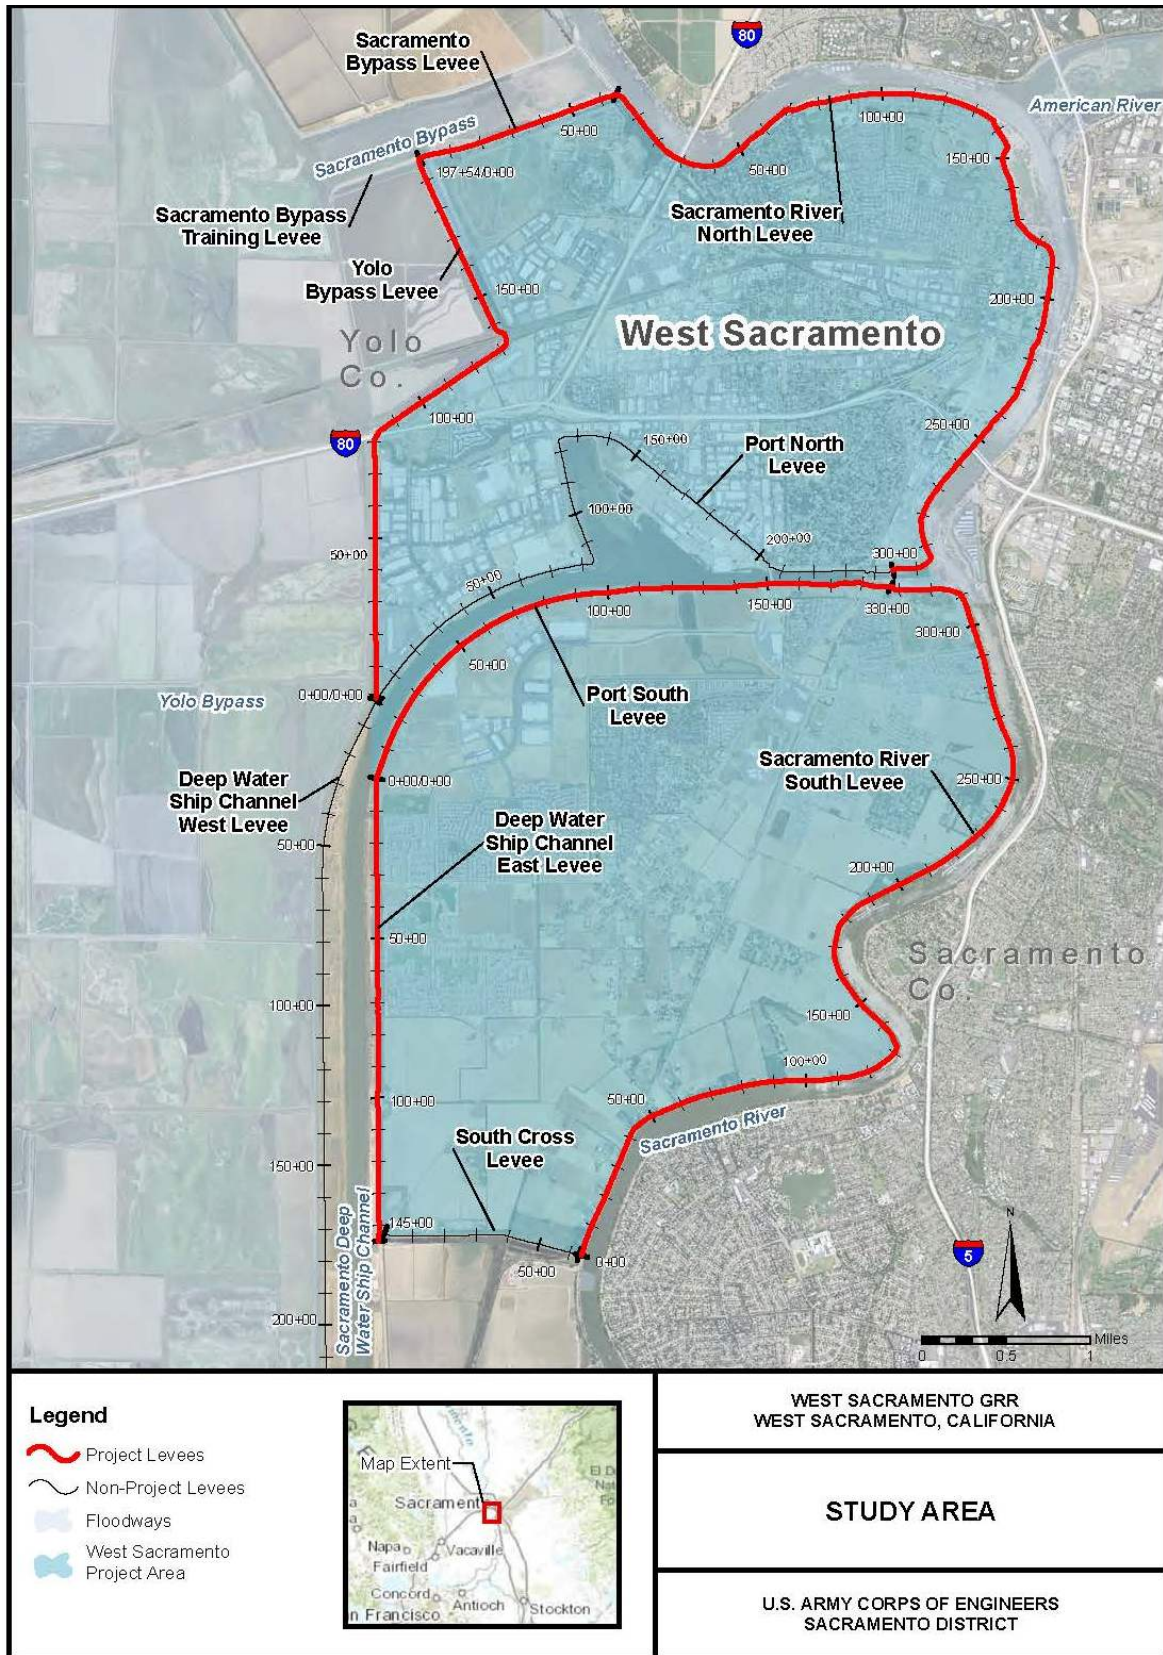 80
Sacramento
Bypass Levee
American River
50+00
100+00
Sacramento Bypass
197+54/0+00
50+00
150+00
Sacramento Bypass
Training Levee
Sacramento River
North Levee
Yolo
Bypass Levee
150+00
200+00
West Sacramento
Yolo
Co.
100+00
80
250+00
150+00
Port North
Levee
100+00
200+00
50+00
300+00
50+00
100+00
150+00
330+00
300+00
50+00
0+00/0+00
Yolo Bypass
Port South
Levee
Deep Water
Ship Channel
West Levee
0+00/0+00
Sacramento River
South Levee
250+00
Deep Water
Ship Channel
East Levee
50+00
200+00
50+00
Sacramento
Co.
100+00
150+00
100+00
100+00
50+00
Sacramento River
South Cross
Levee
150+00
145+00
Sacramento Deep
Water Ship Channel
50+00
0+00
5
N
200+00
Miles
0 0.5 1
Legend
Project Levees
Non-Project Levees
Floodways
West Sacramento
Project Area
Map Extent
Sacrament
El D
Nat
Fo
Napa
Vacaville
Fairfield
Concord
Antioch
Stockton
n Francisco
WEST SACRAMENTO GRR
WEST SACRAMENTO, CALIFORNIA
STUDY AREA
U.S. ARMY CORPS OF ENGINEERS
SACRAMENTO DISTRICT